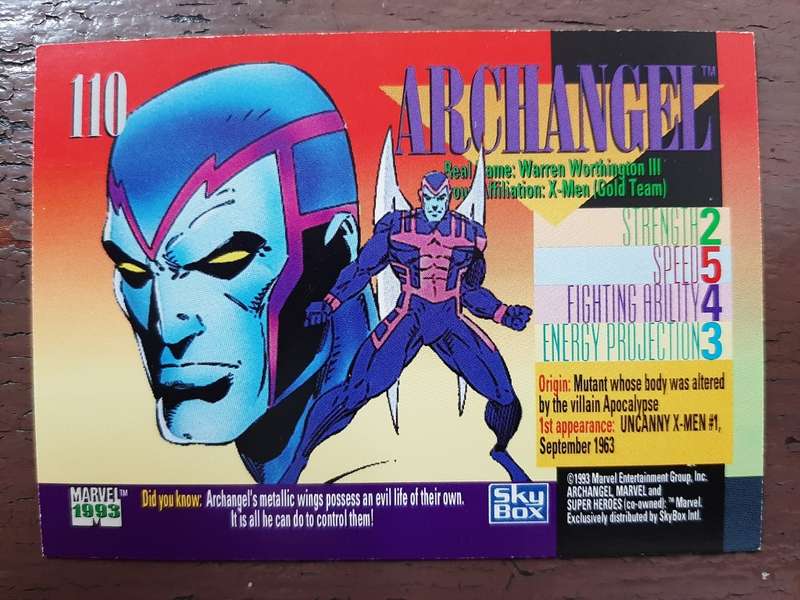 110
ARCHANGEL™
Real Name: Warren Worthington III
Group Affiliation: X-Men (Gold Team)
STRENGTH 2
SPEED 5
FIGHTING ABILITY 4
ENERGY PROJECTION 3
Origin: Mutant whose body was altered
by the villain Apocalypse
1st appearance: UNCANNY X-MEN #1,
September 1963
MARVEL™
1993
Did you know: Archangel's metallic wings possess an evil life of their own.
It is all he can do to control them!
SKY
BOX
©1993 Marvel Entertainment Group, Inc.
ARCHANGEL MARVEL and
SUPER HEROES (co-owned): ™ Marvel.
Exclusively distributed by SkyBox Intl.